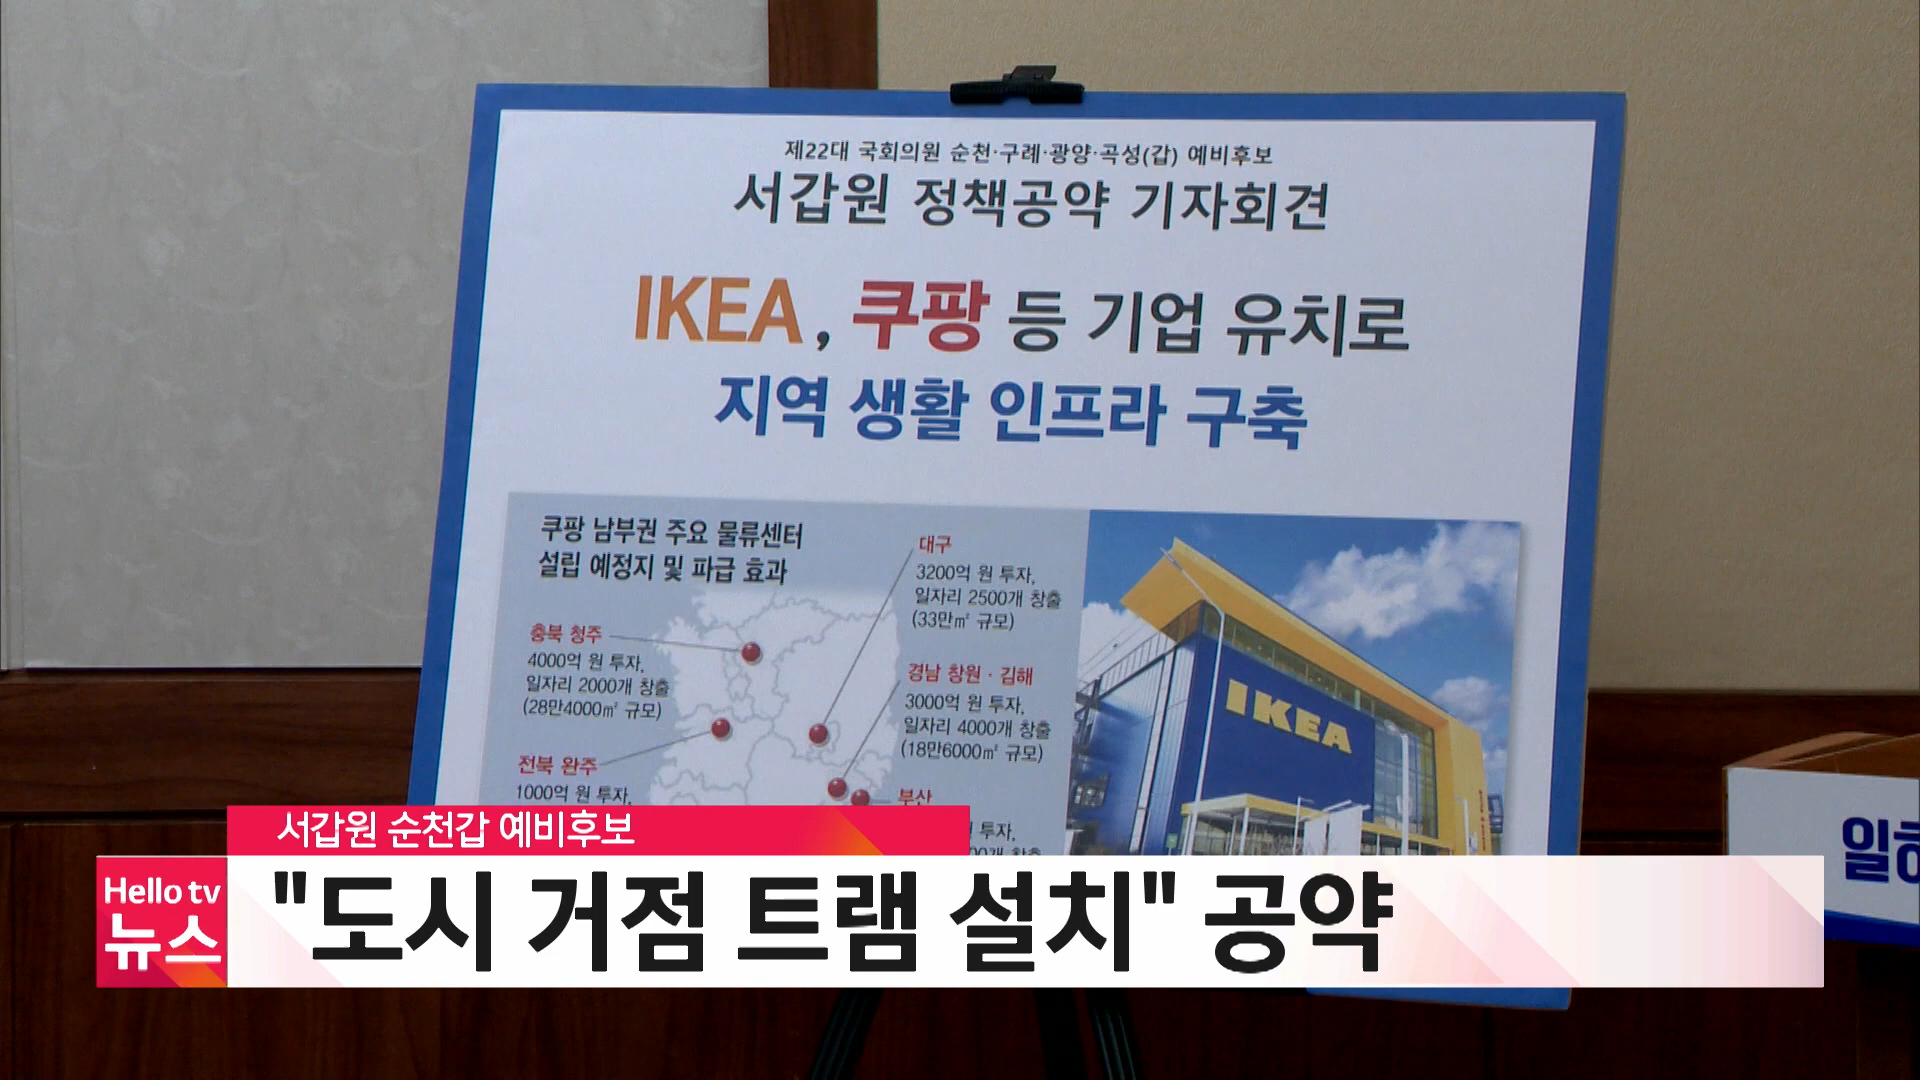 제22대 국회의원 순천·구례·광양·곡성(갑) 예비후보
서갑원 정책공약 기자회견
IKEA, 쿠팡 등 기업 유치로
지역 생활 인프라 구축
쿠팡 남부권 주요 물류센터
설립 예정지 및 파급 효과
대구
3200억 원 투자,
일자리 2500개 창출
(33만㎡ 규모)
충북 청주
4000억 원 투자,
일자리 2000개 창출
(28만4000㎡ 규모)
경남 창원·김해
3000억 원 투자,
일자리 4000개 창출
(18만6000㎡ 규모)
전북 완주
1000억 원 투자,
부산
투자,
IKEA
서갑원 순천갑 예비후보
Hello tv
뉴스
"도시 거점 트램 설치" 공약